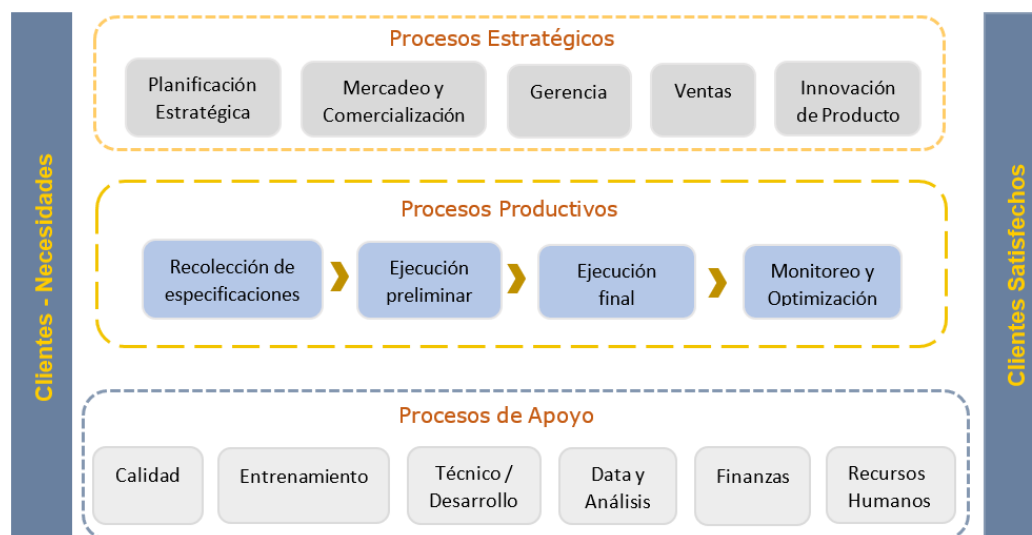 Clientes - Necesidades
Procesos Estratégicos
Planificación
Estratégica
Mercadeo y
Comercialización
Gerencia
Ventas
Innovación
de Producto
Procesos Productivos
Recolección de
especificaciones
Ejecución
preliminar
Ejecución
final
Monitoreo y
Optimización
Procesos de Apoyo
Calidad
Entrenamiento
Técnico /
Desarrollo
Data y
Análisis
Finanzas
Recursos
Humanos
Clientes Satisfechos